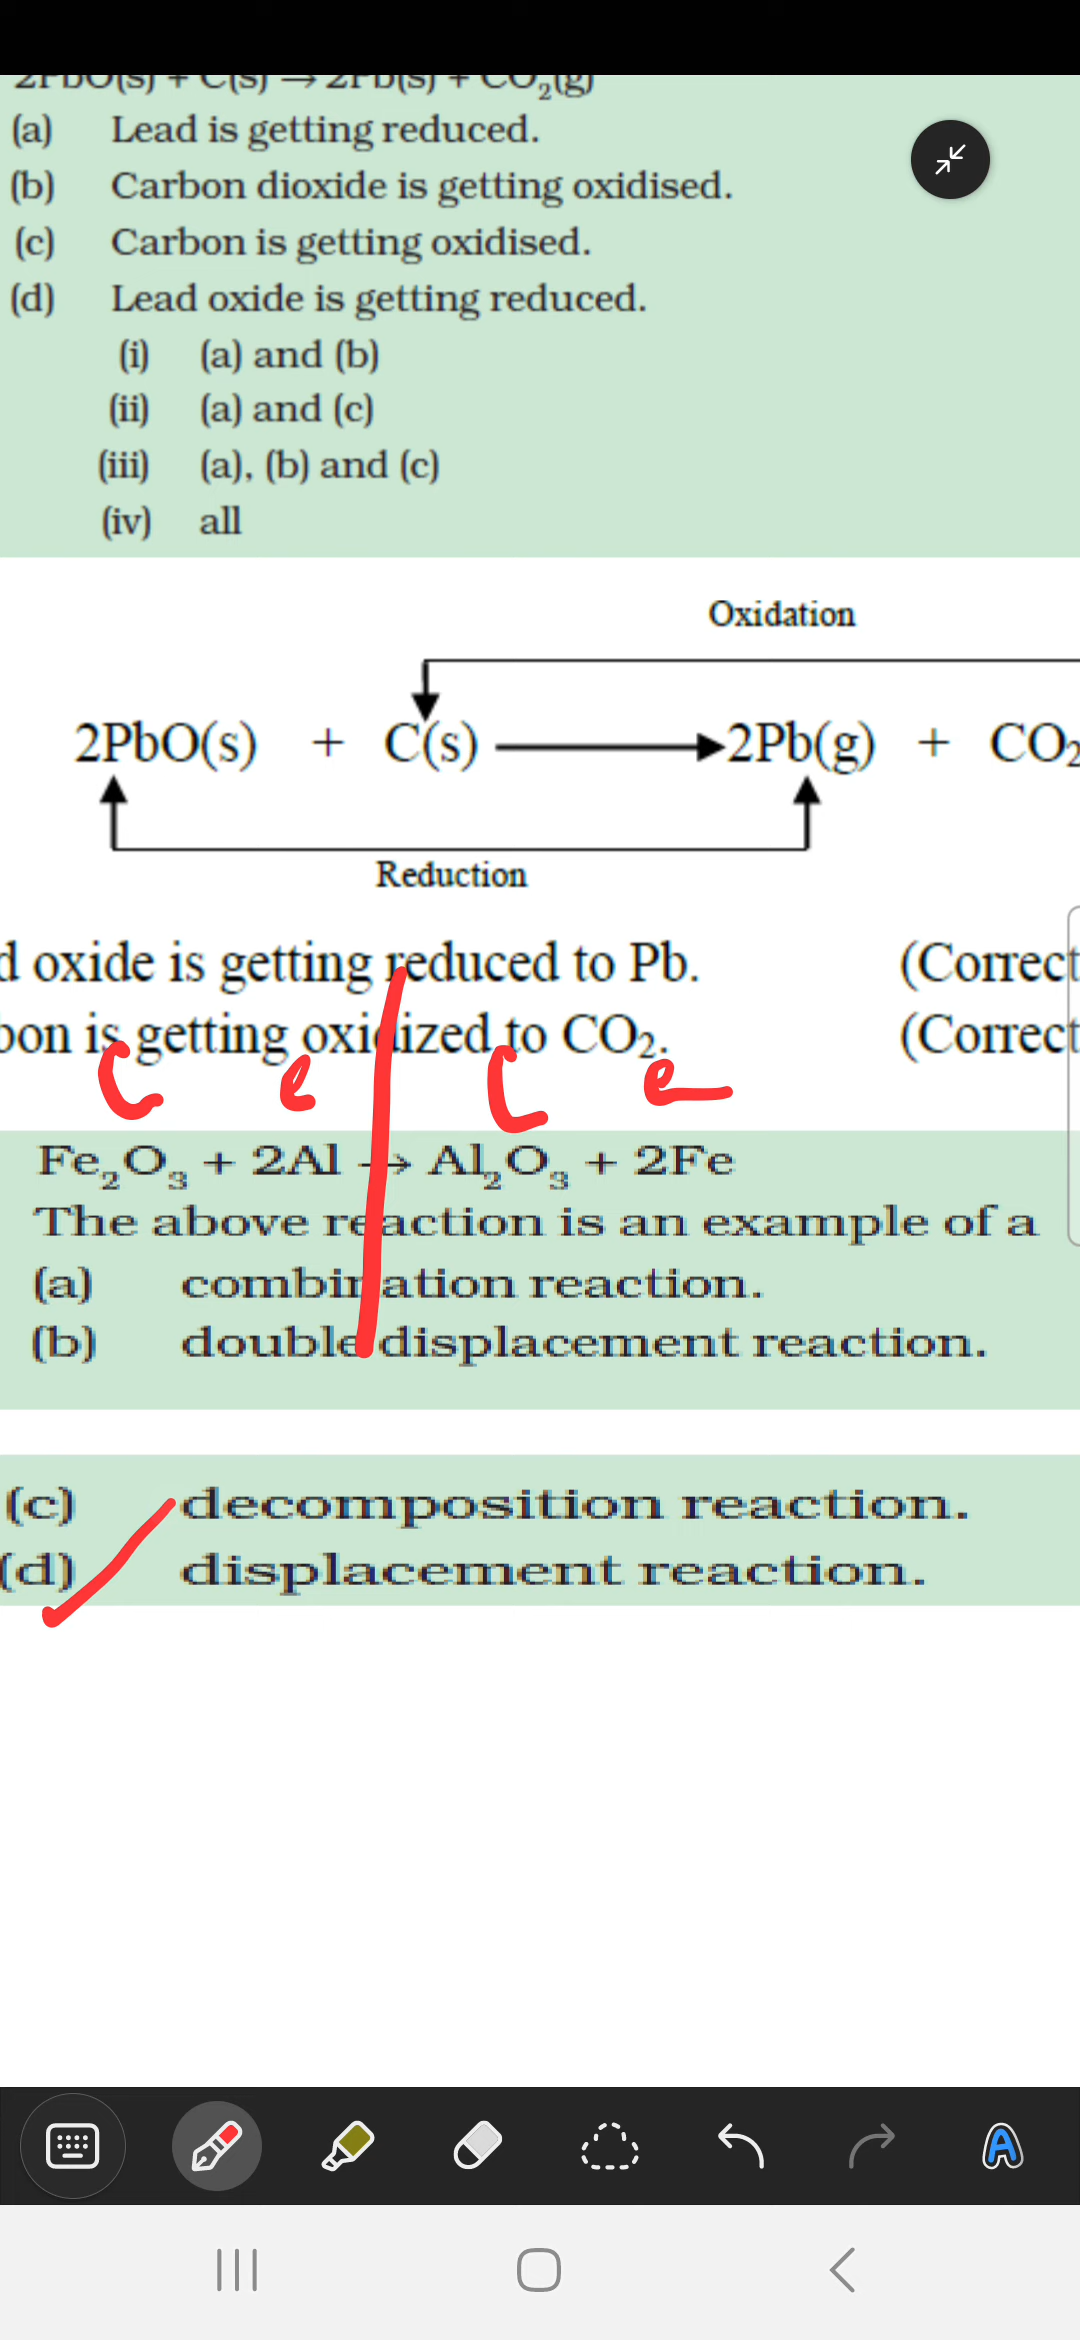 2PbO(s) + C(s) → 2Pb(s) + CO₂(g)
(a) Lead is getting reduced.
(b) Carbon dioxide is getting oxidised.
(c) Carbon is getting oxidised.
(d) Lead oxide is getting reduced.
(i) (a) and (b)
(ii) (a) and (c)
(iii) (a), (b) and (c)
(iv) all
Oxidation
2PbO(s) + C(s) → 2Pb(g) + CO₂
Reduction
d oxide is getting reduced to Pb. (Correct
bon is getting oxidized to CO₂. (Correct
C e C e
Fe₂O₃ + 2Al → Al₂O₃ + 2Fe
The above reaction is an example of a
(a) combination reaction.
(b) double displacement reaction.
(c) decomposition reaction.
(d) displacement reaction.
A